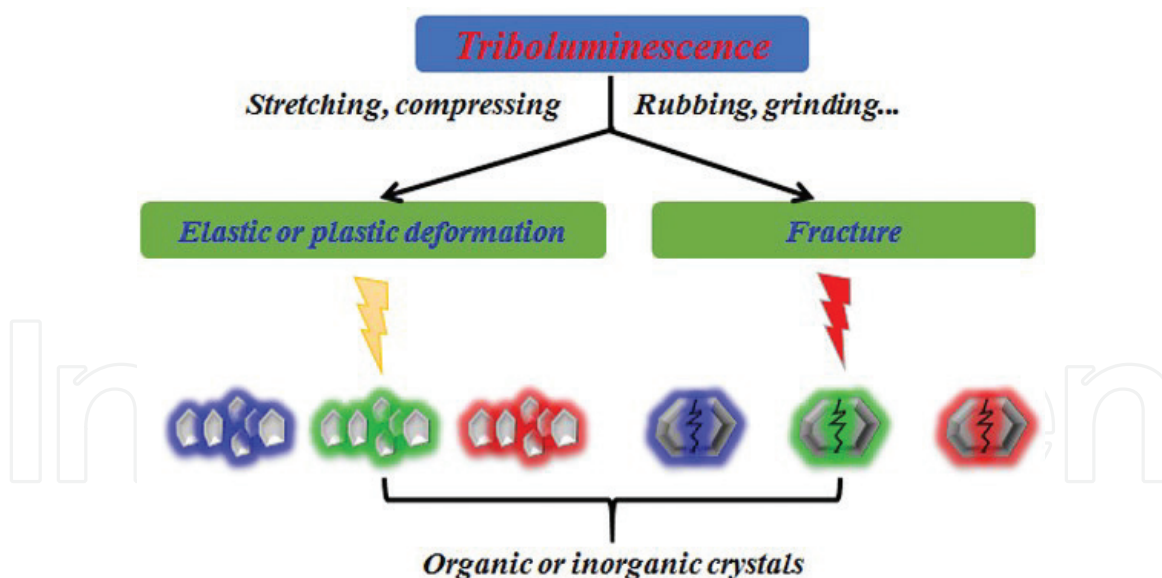 Triboluminescence
Stretching, compressing
Rubbing, grinding...
Elastic or plastic deformation
Fracture
Organic or inorganic crystals